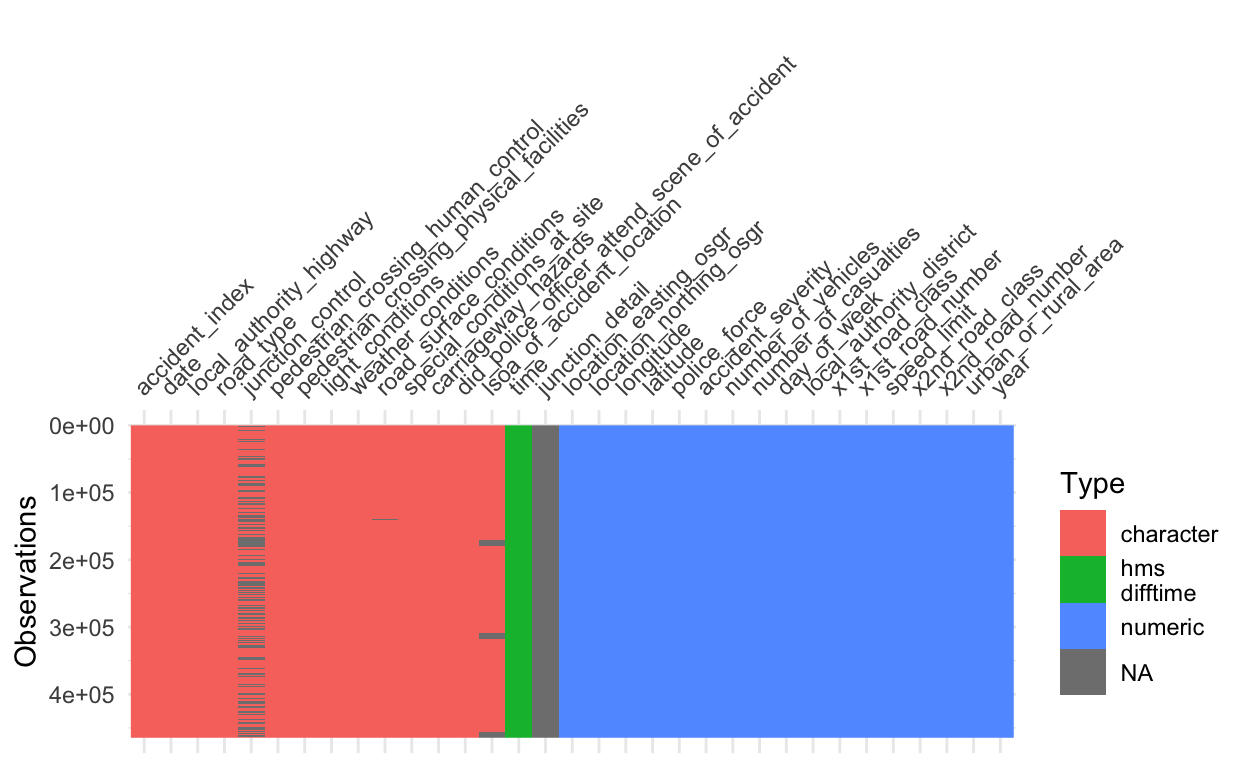 accident_index
date
local_authority_highway
road_type
junction_control
pedestrian_crossing_human_control
pedestrian_crossing_physical_facilities
light_conditions
weather_conditions
road_surface_conditions
special_conditions_at_site
carriageway_hazards
did_police_officer_attend_scene_of_accident
lsoa_of_accident_location
time
junction_detail
location_easting_osgr
location_northing_osgr
longitude
latitude
police_force
accident_severity
number_of_vehicles
number_of_casualties
day_of_week
local_authority_district
x1st_road_class
x1st_road_number
speed_limit
x2nd_road_class
x2nd_road_number
urban_or_rural_area
year
0e+00
1e+05
2e+05
3e+05
4e+05
Observations
Type
character
hms
difftime
numeric
NA